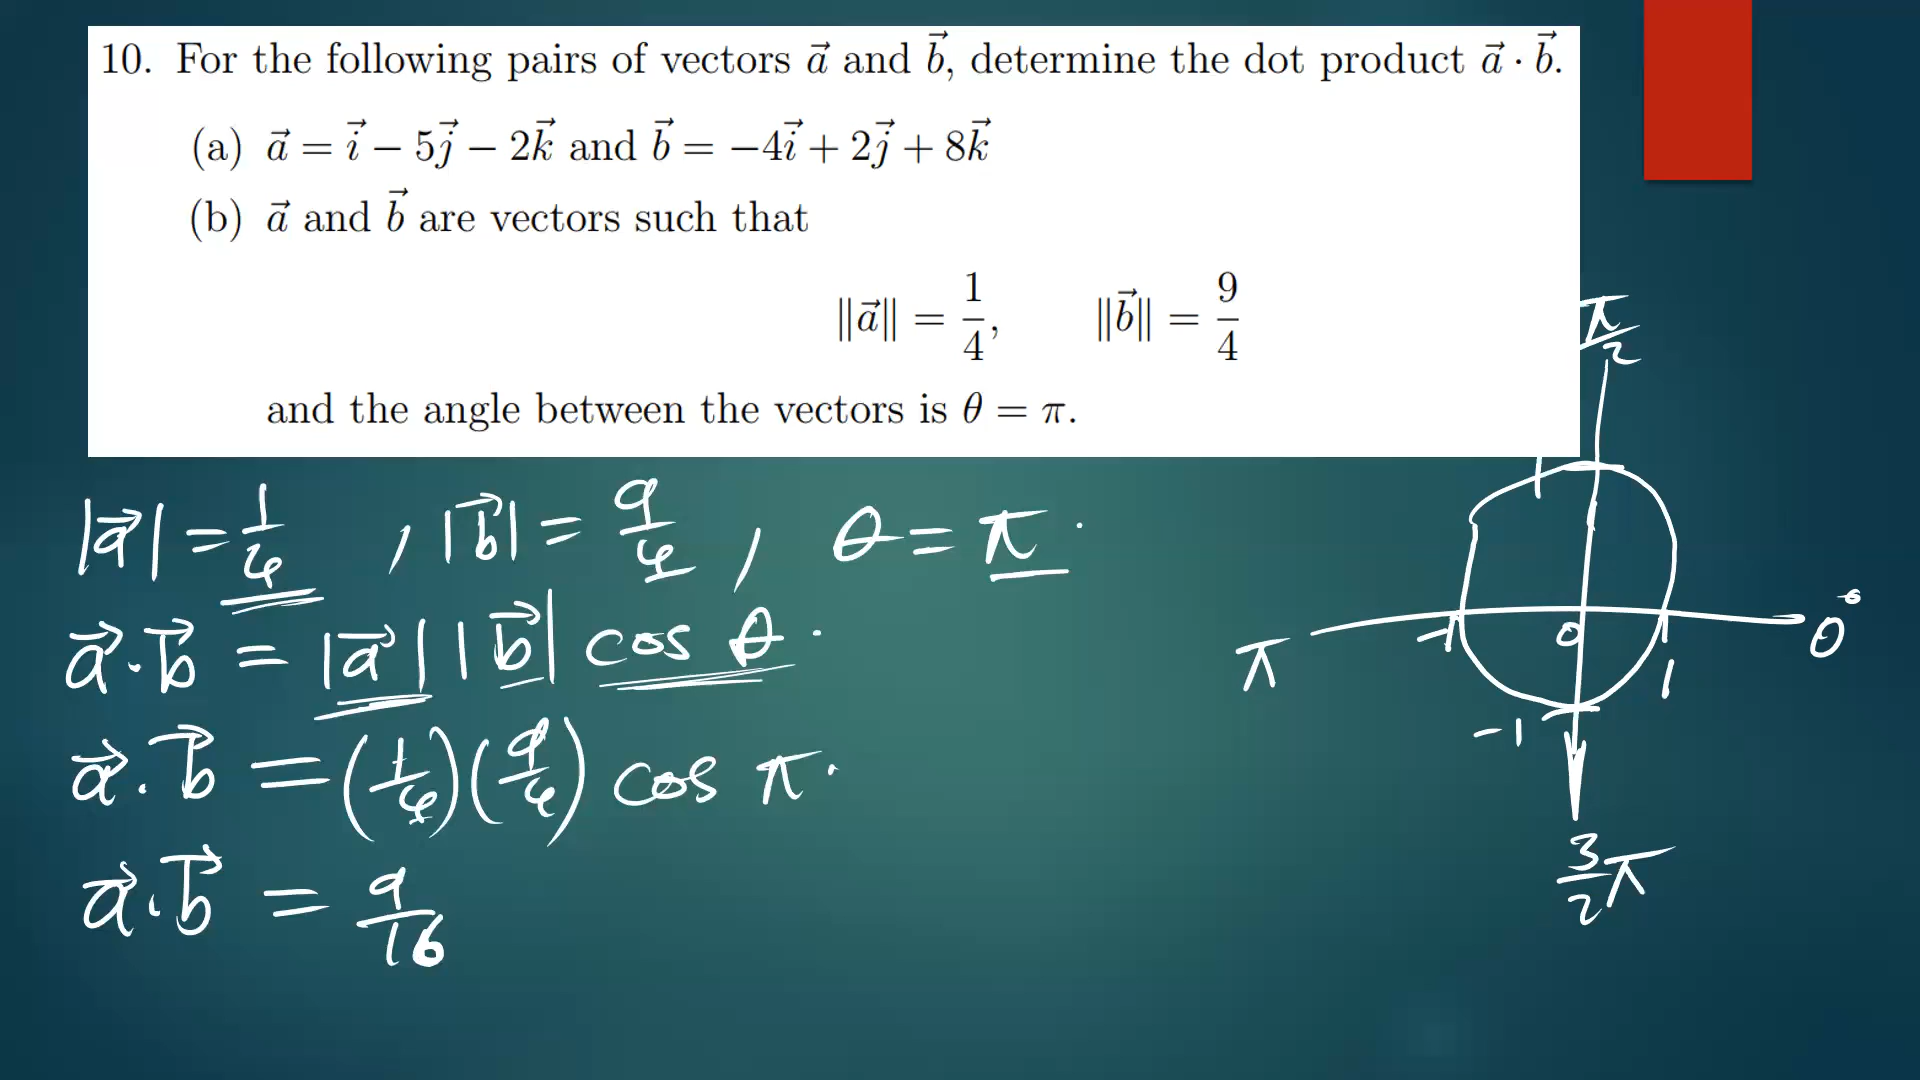 10. For the following pairs of vectors a⃗ and b⃗, determine the dot product a⃗ · b⃗.
(a) a⃗ = i⃗ − 5j⃗ − 2k⃗ and b⃗ = −4i⃗ + 2j⃗ + 8k⃗
(b) a⃗ and b⃗ are vectors such that
‖a⃗‖ = 1/4, ‖b⃗‖ = 9/4
and the angle between the vectors is θ = π.
|a⃗| = 1/4 , |b⃗| = 9/4 , θ = π .
a⃗ · b⃗ = |a⃗| |b⃗| cos θ .
a⃗ · b⃗ = (1/4)(9/4) cos π .
a⃗ · b⃗ = 9/16
π/2
π -1 0 1 0°
-1
3/2 π